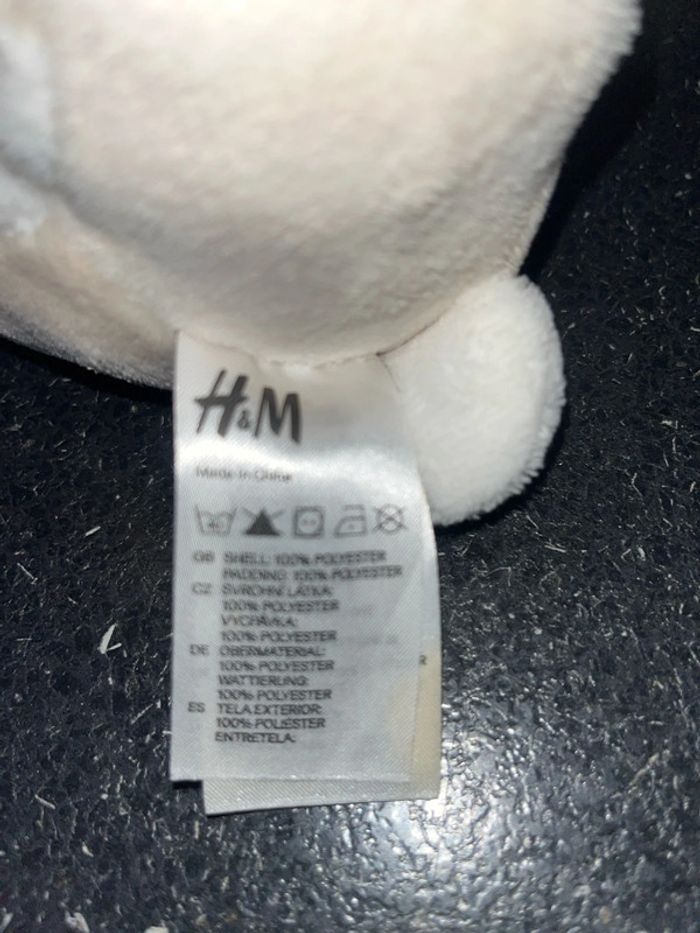 H&M
Made in China
GB SHELL: 100% POLYESTER
PADDING: 100% POLYESTER
CZ SVRCHNÍ LÁTKA:
100% POLYESTER
VÝCPÁVKA:
100% POLYESTER
DE OBERMATERIAL:
100% POLYESTER
WATTIERUNG:
100% POLYESTER
ES TELA EXTERIOR:
100% POLIÉSTER
ENTRETELA:
R